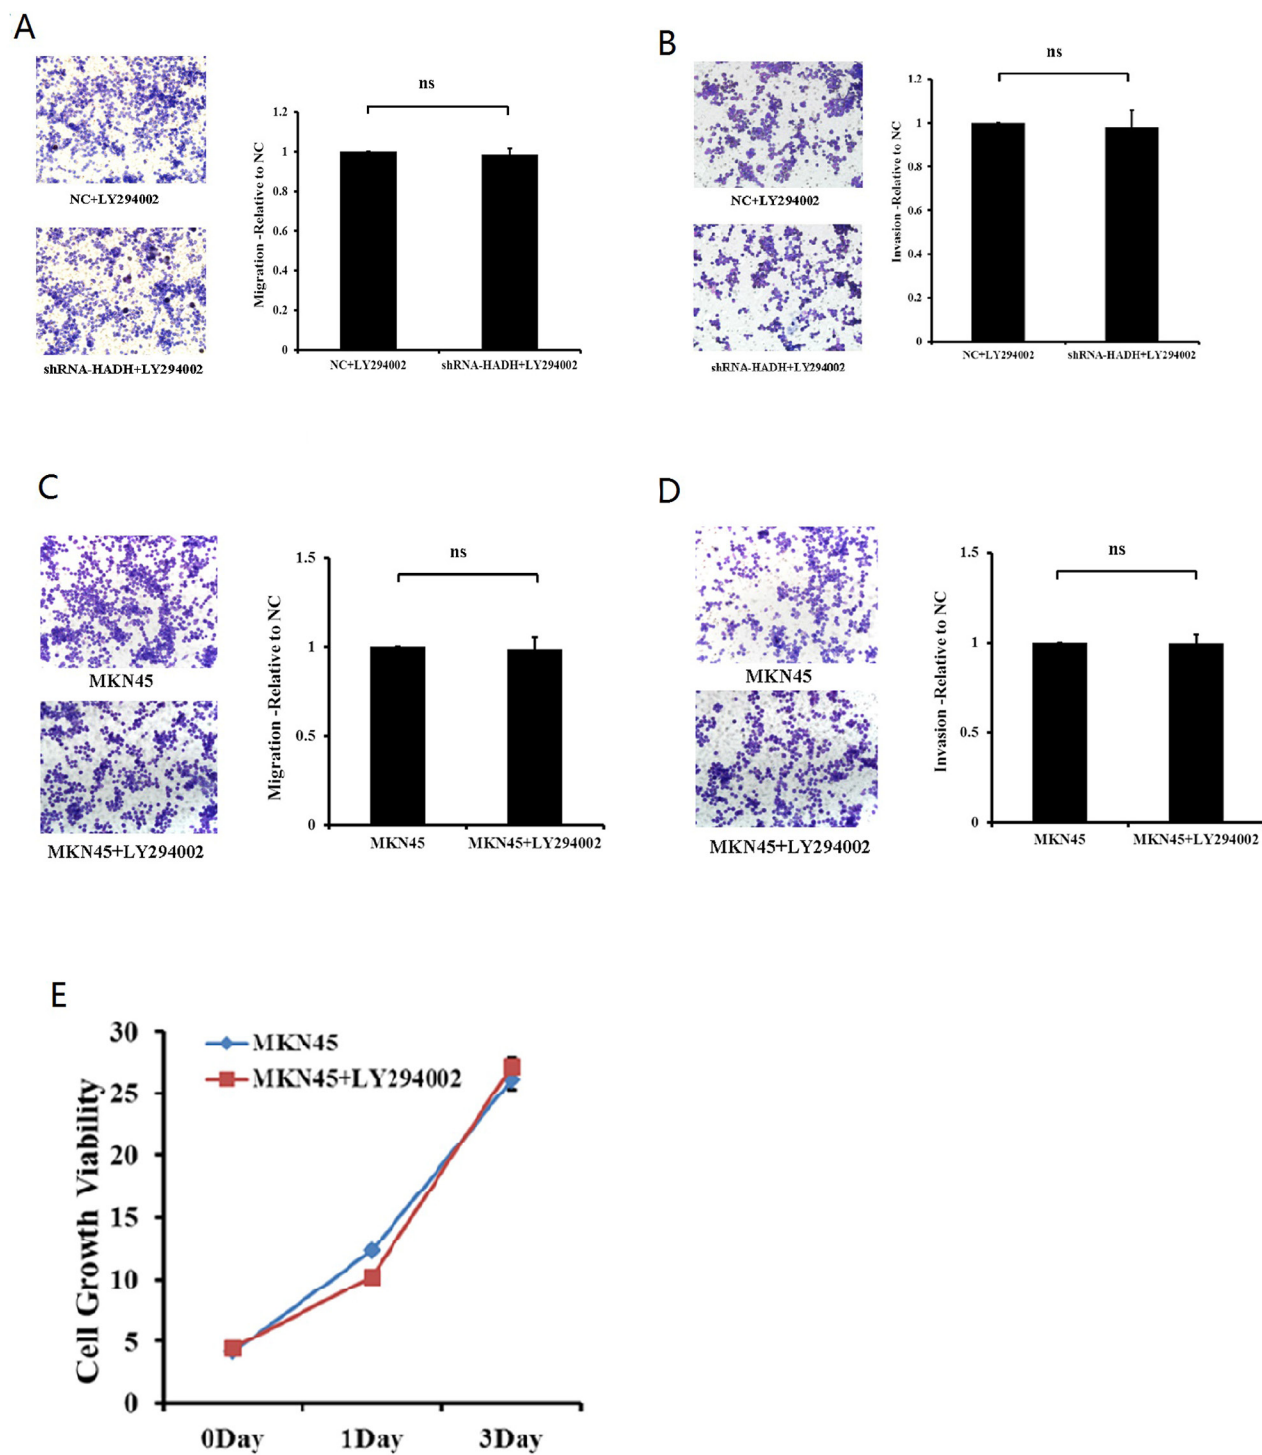 A
NC+LY294002
shRNA-HADH+LY294002
ns
Migration -Relative to NC
1.2
1
0.8
0.6
0.4
0.2
0
NC+LY294002
shRNA-HADH+LY294002
B
NC+LY294002
shRNA-HADH+LY294002
ns
Invasion -Relative to NC
1.2
1
0.8
0.6
0.4
0.2
0
NC+LY294002
shRNA-HADH+LY294002
C
MKN45
MKN45+LY294002
ns
Migration -Relative to NC
1.5
1
0.5
0
MKN45
MKN45+LY294002
D
MKN45
MKN45+LY294002
ns
Invasion -Relative to NC
1.5
1
0.5
0
MKN45
MKN45+LY294002
E
Cell Growth Viability
30
25
20
15
10
5
0
MKN45
MKN45+LY294002
0Day
1Day
3Day